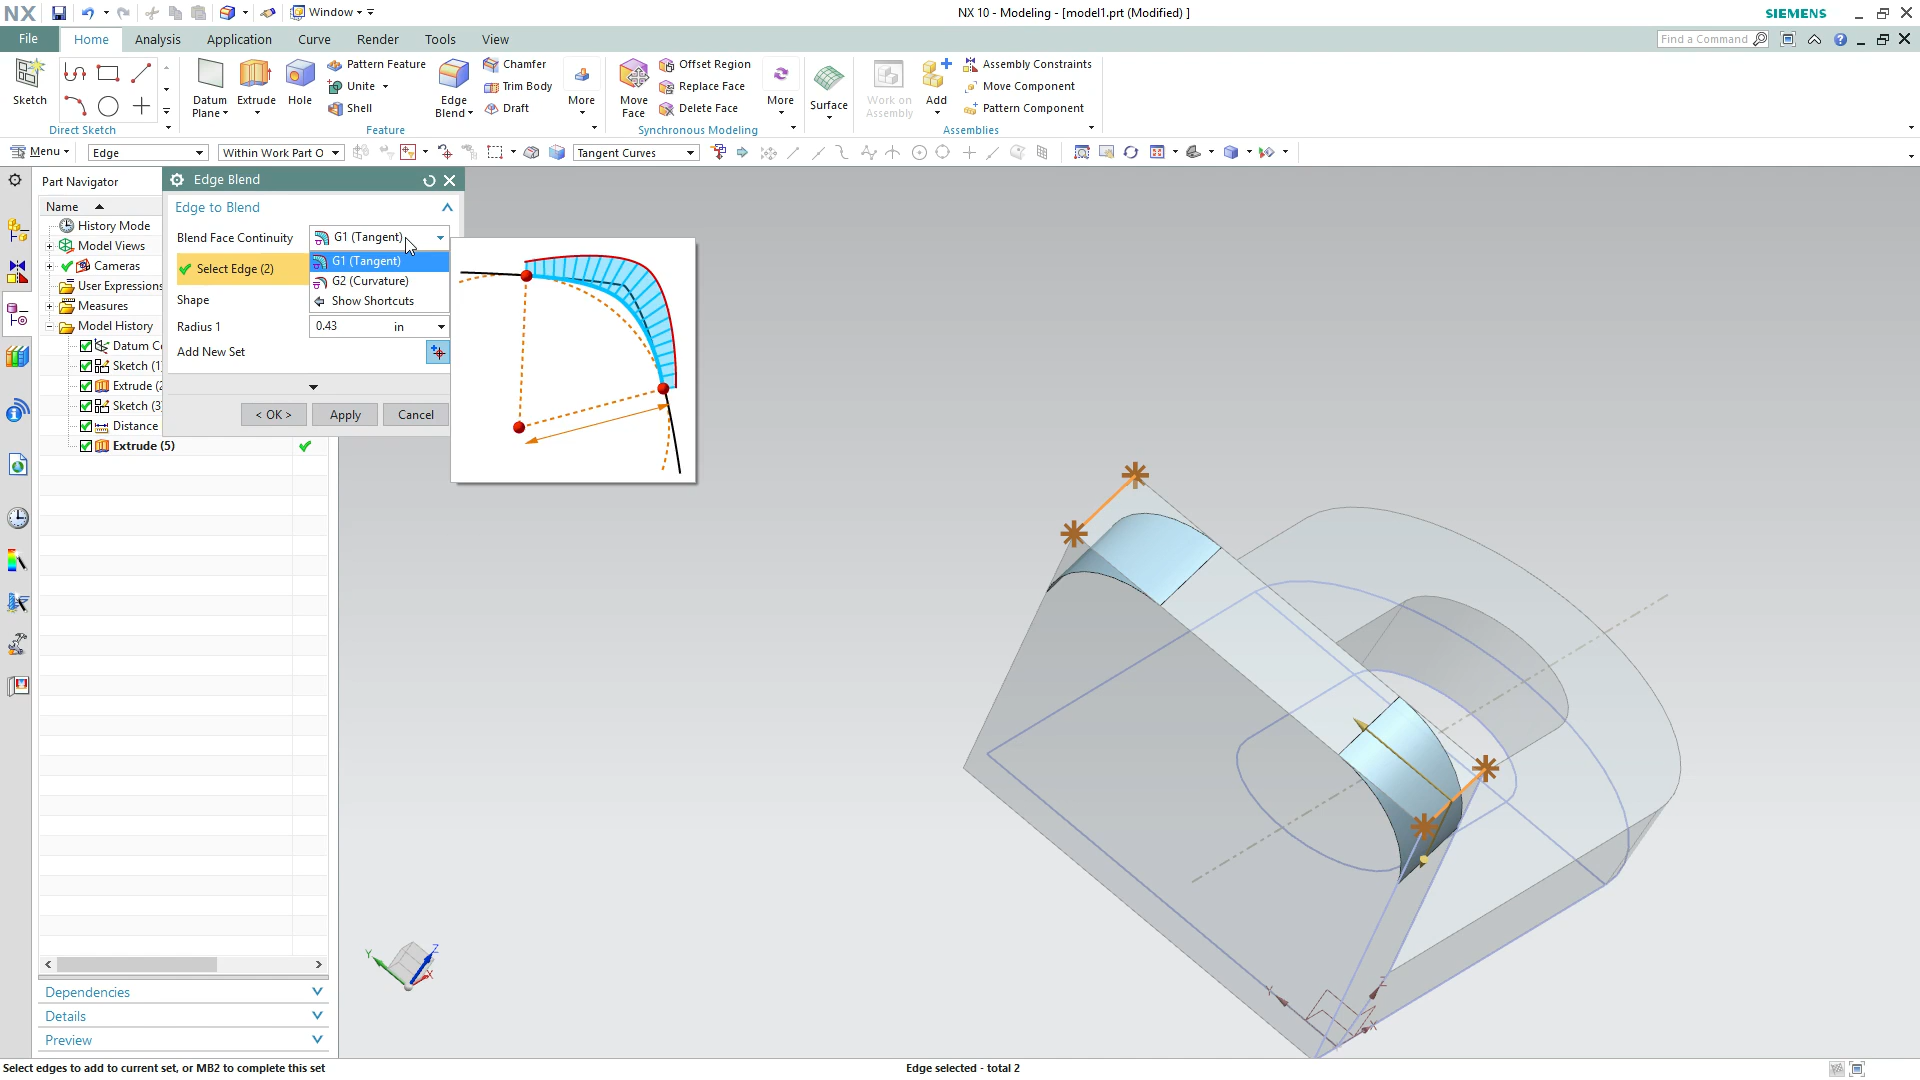 NX
Window
NX 10 - Modeling - [model1.prt (Modified) ]
SIEMENS
File
Home
Analysis
Application
Curve
Render
Tools
View
Find a Command
Sketch
Direct Sketch
Datum Plane
Extrude
Hole
Pattern Feature
Unite
Shell
Edge Blend
Chamfer
Trim Body
Draft
More
Feature
Move Face
Offset Region
Replace Face
Delete Face
More
Synchronous Modeling
Surface
Work on Assembly
Add
Assembly Constraints
Move Component
Pattern Component
Assemblies
Menu
Edge
Within Work Part O
Tangent Curves
Part Navigator
Name
History Mode
Model Views
Cameras
User Expressions
Measures
Model History
Datum C
Sketch (1)
Extrude (2
Sketch (3)
Distance
Extrude (5)
Dependencies
Details
Preview
Edge Blend
Edge to Blend
Blend Face Continuity
G1 (Tangent)
G1 (Tangent)
G2 (Curvature)
Show Shortcuts
Select Edge (2)
Shape
Radius 1
0.43
in
Add New Set
< OK >
Apply
Cancel
Y
Z
X
Y
Z
X
Select edges to add to current set, or MB2 to complete this set
Edge selected - total 2